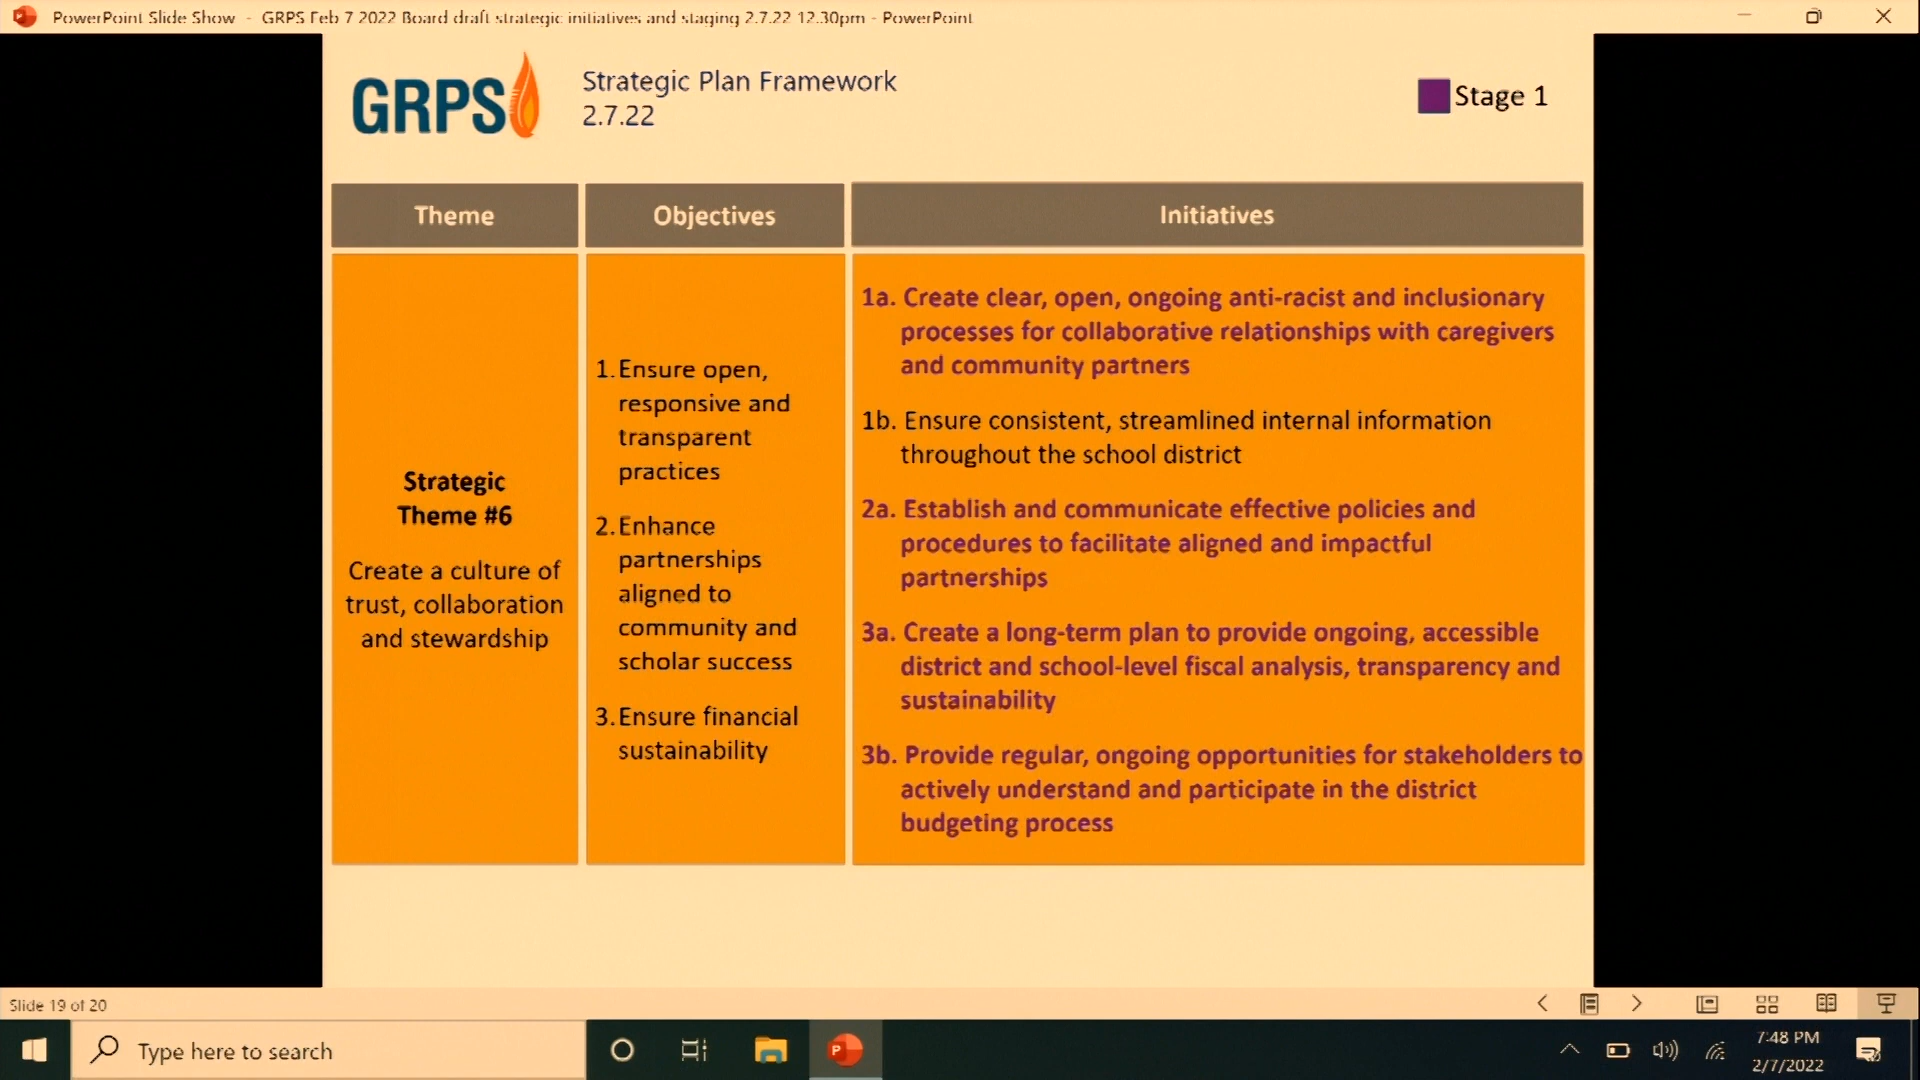 PowerPoint Slide Show - GRPS Feb 7 2022 Board draft strategic initiatives and staging 2.7.22 12.30pm - PowerPoint
GRPS
Strategic Plan Framework
2.7.22
Stage 1
Theme
Objectives
Initiatives
Strategic
Theme #6
Create a culture of
trust, collaboration
and stewardship
1. Ensure open,
responsive and
transparent
practices
2. Enhance
partnerships
aligned to
community and
scholar success
3. Ensure financial
sustainability
1a. Create clear, open, ongoing anti-racist and inclusionary
processes for collaborative relationships with caregivers
and community partners
1b. Ensure consistent, streamlined internal information
throughout the school district
2a. Establish and communicate effective policies and
procedures to facilitate aligned and impactful
partnerships
3a. Create a long-term plan to provide ongoing, accessible
district and school-level fiscal analysis, transparency and
sustainability
3b. Provide regular, ongoing opportunities for stakeholders to
actively understand and participate in the district
budgeting process
Slide 19 of 20
Type here to search
7:48 PM
2/7/2022